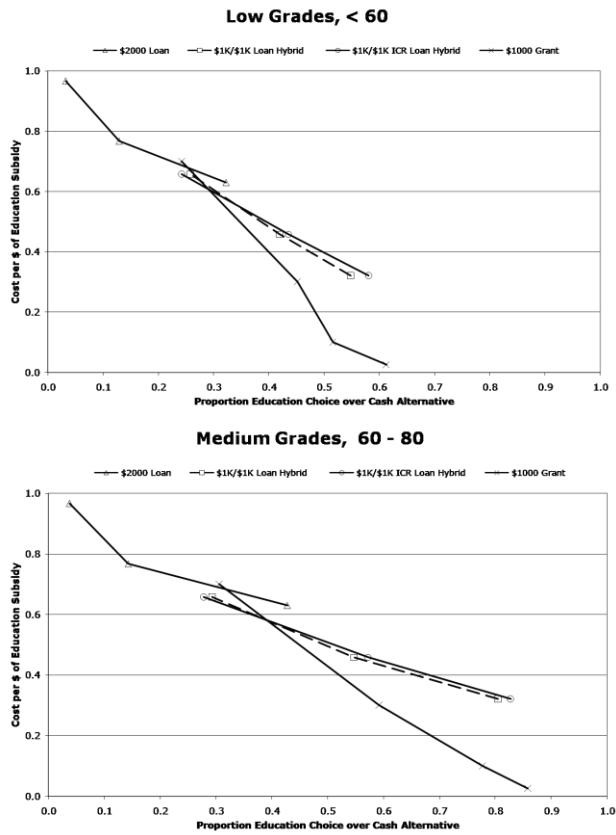 Low Grades, < 60
$2000 Loan $1K/$1K Loan Hybrid $1K/$1K ICR Loan Hybrid $1000 Grant
1.0
0.8
0.6
0.4
0.2
0.0
Cost per $ of Education Subsidy
0.0 0.1 0.2 0.3 0.4 0.5 0.6 0.7 0.8 0.9 1.0
Proportion Education Choice over Cash Alternative
Medium Grades, 60 - 80
$2000 Loan $1K/$1K Loan Hybrid $1K/$1K ICR Loan Hybrid $1000 Grant
1.0
0.8
0.6
0.4
0.2
0.0
Cost per $ of Education Subsidy
0.0 0.1 0.2 0.3 0.4 0.5 0.6 0.7 0.8 0.9 1.0
Proportion Education Choice over Cash Alternative